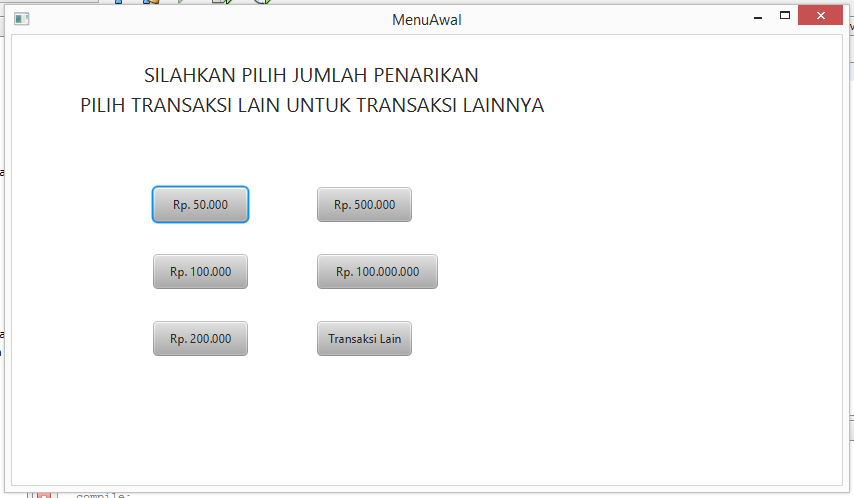 MenuAwal
SILAHKAN PILIH JUMLAH PENARIKAN
PILIH TRANSAKSI LAIN UNTUK TRANSAKSI LAINNYA
Rp. 50.000
Rp. 500.000
Rp. 100.000
Rp. 100.000.000
Rp. 200.000
Transaksi Lain
compile: